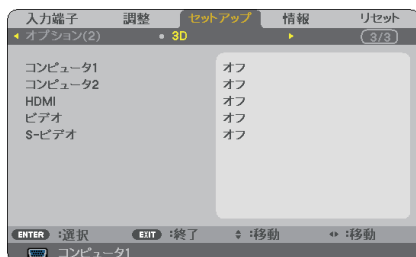 入力端子 調整 セットアップ 情報 リセット
オプション(2) 3D 3/3
コンピュータ1 オフ
コンピュータ2 オフ
HDMI オフ
ビデオ オフ
S-ビデオ オフ
ENTER :選択 EXIT :終了 :移動 :移動
コンピュータ1